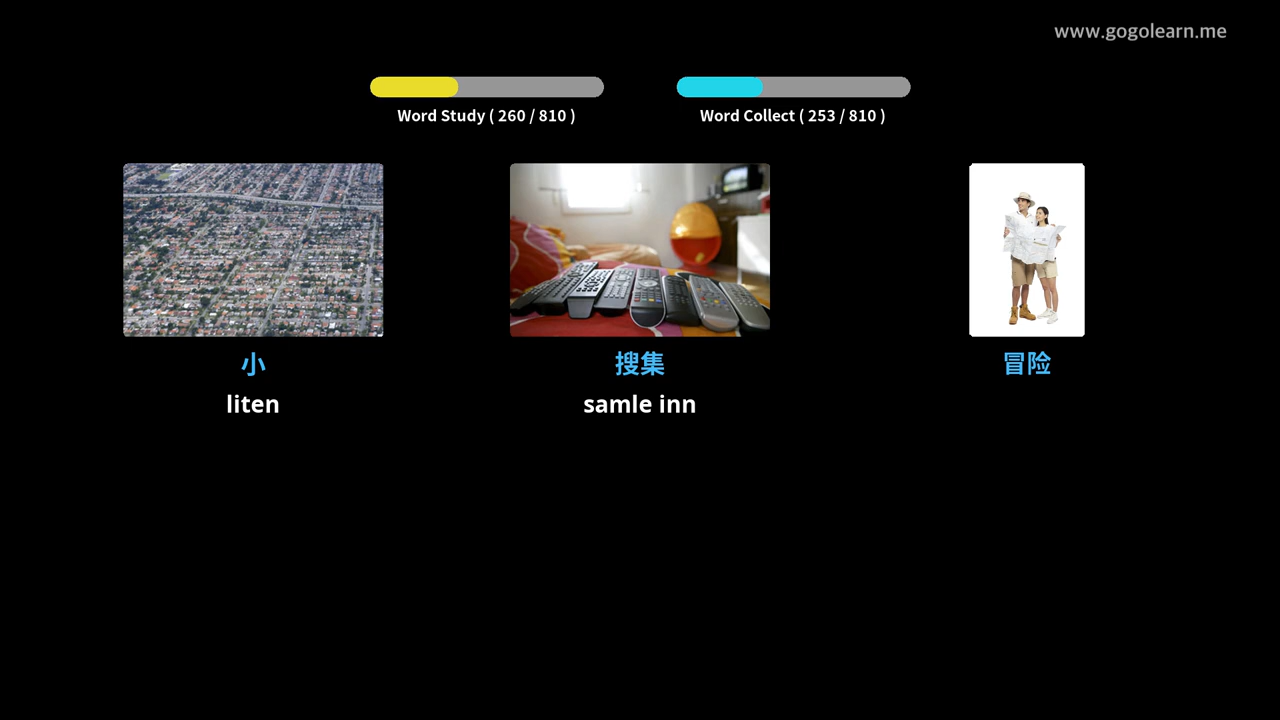 www.gogolearn.me
Word Study ( 260 / 810 )
Word Collect ( 253 / 810 )
小
搜集
冒险
liten
samle inn